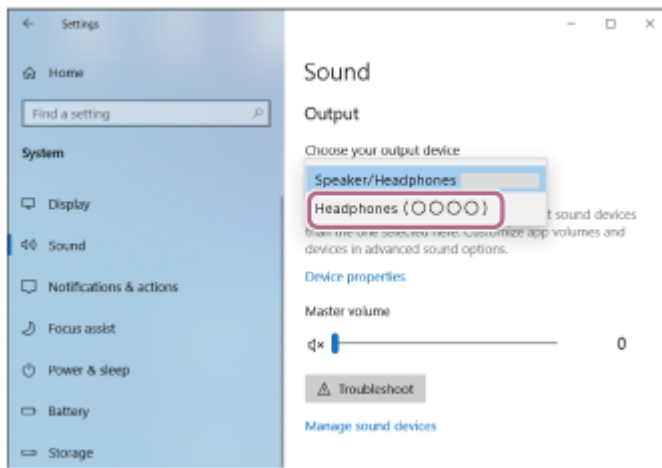 Settings
Home
Find a setting
System
Display
Sound
Notifications & actions
Focus assist
Power & sleep
Battery
Storage
Sound
Output
Choose your output device
Speaker/Headphones
Headphones (○○○○)
t sound devices
than the one selected here. Customize app volumes and
devices in advanced sound options.
Device properties
Master volume
0
Troubleshoot
Manage sound devices